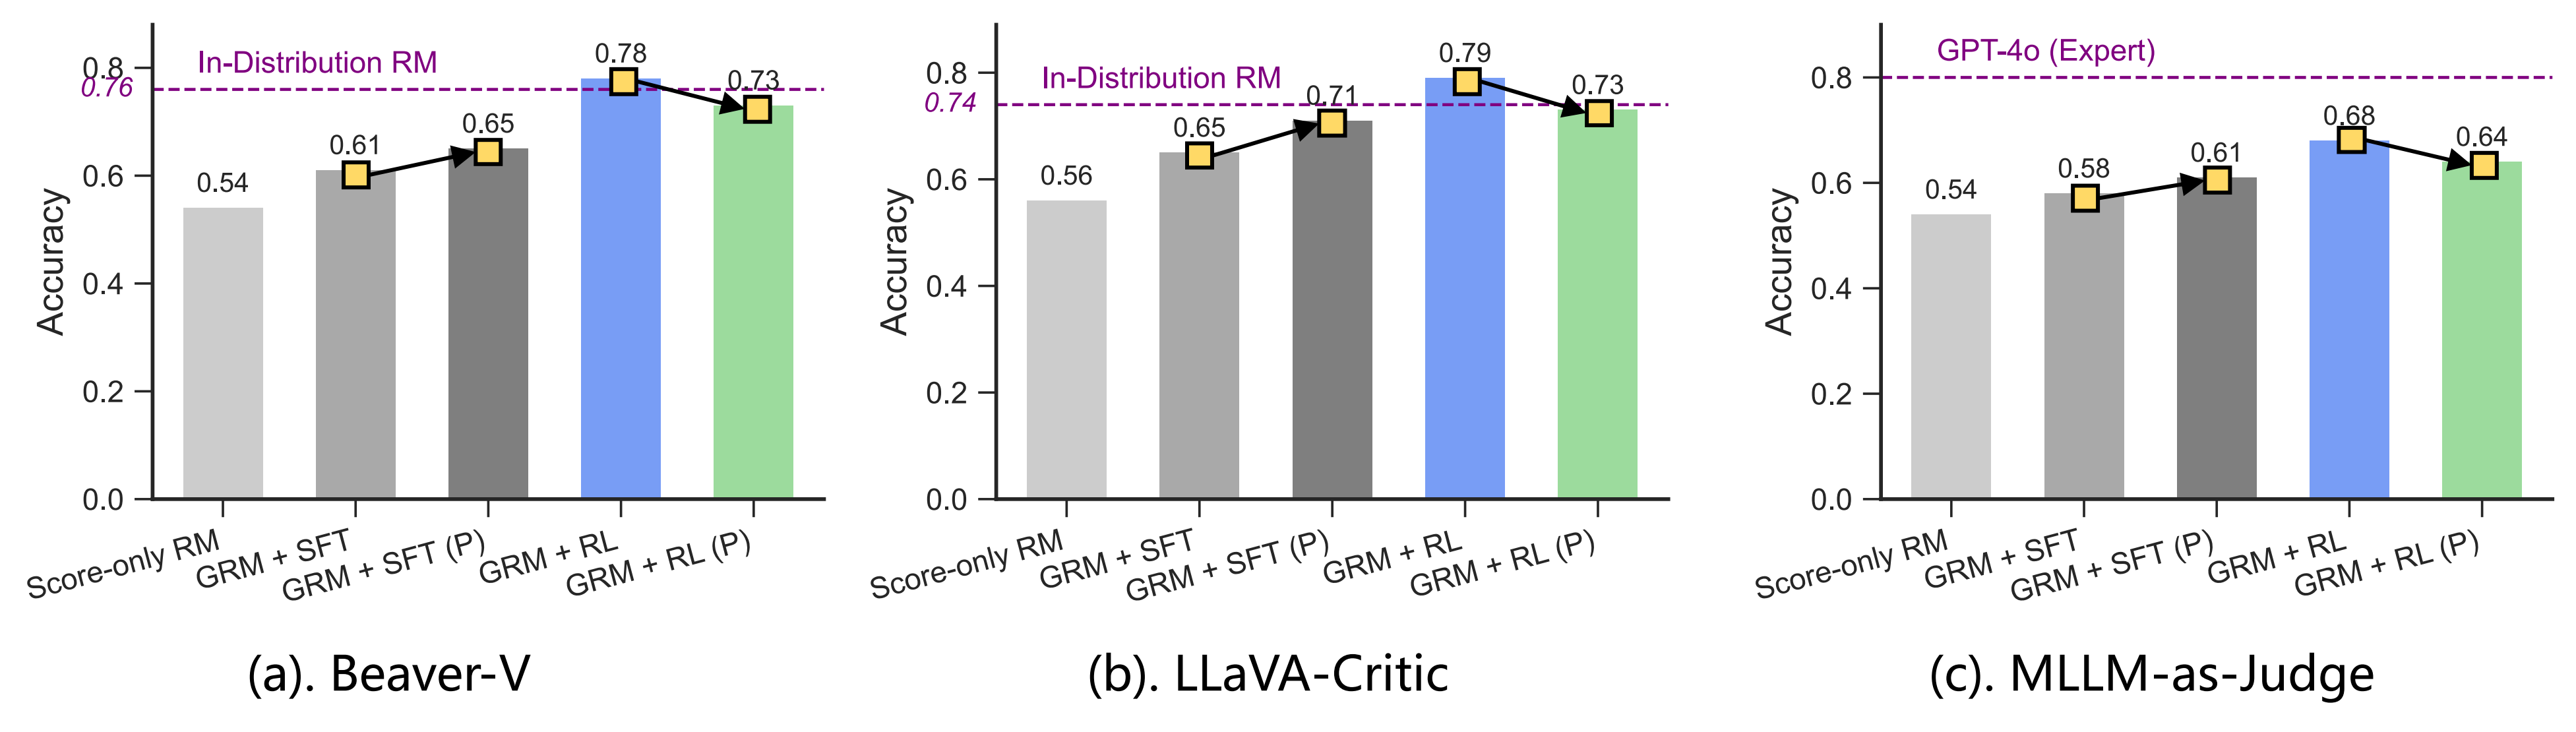 In-Distribution RM
0.8
0.76
0.6
0.4
0.2
0.0
Accuracy
0.54
0.61
0.65
0.78
0.73
Score-only RM
GRM + SFT
GRM + SFT (P)
GRM + RL
GRM + RL (P)
(a). Beaver-V
In-Distribution RM
0.8
0.74
0.6
0.4
0.2
0.0
Accuracy
0.56
0.65
0.71
0.79
0.73
Score-only RM
GRM + SFT
GRM + SFT (P)
GRM + RL
GRM + RL (P)
(b). LLaVA-Critic
GPT-4o (Expert)
0.8
0.6
0.4
0.2
0.0
Accuracy
0.54
0.58
0.61
0.68
0.64
Score-only RM
GRM + SFT
GRM + SFT (P)
GRM + RL
GRM + RL (P)
(c). MLLM-as-Judge